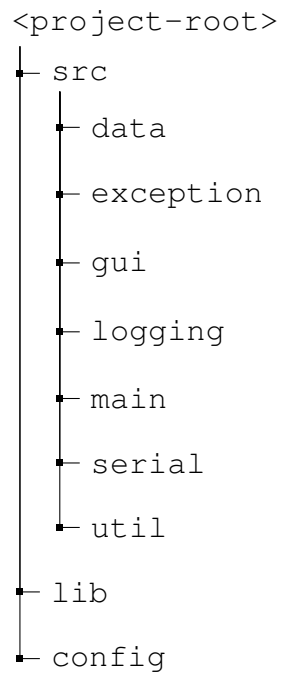 <project-root>
src
data
exception
gui
logging
main
serial
util
lib
config